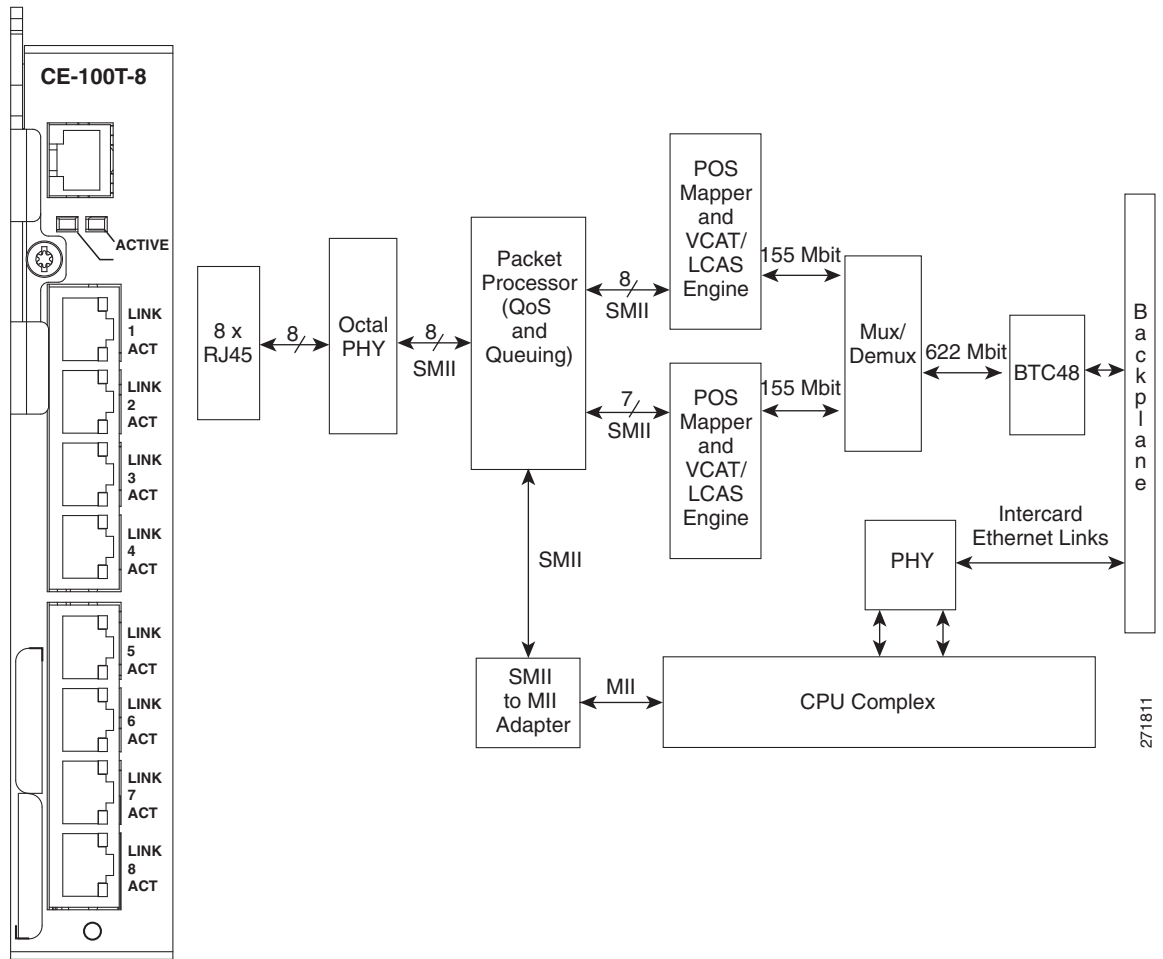 CE-100T-8
ACTIVE
LINK
1
ACT
LINK
2
ACT
LINK
3
ACT
LINK
4
ACT
LINK
5
ACT
LINK
6
ACT
LINK
7
ACT
LINK
8
ACT
8 x
RJ45
8
Octal
PHY
8
SMII
Packet
Processor
(QoS
and
Queuing)
8
SMII
7
SMII
POS
Mapper
and
VCAT/
LCAS
Engine
155 Mbit
POS
Mapper
and
VCAT/
LCAS
Engine
155 Mbit
Mux/
Demux
622 Mbit
BTC48
Backplane
Intercard
Ethernet Links
PHY
SMII
SMII
to MII
Adapter
MII
CPU Complex
271811